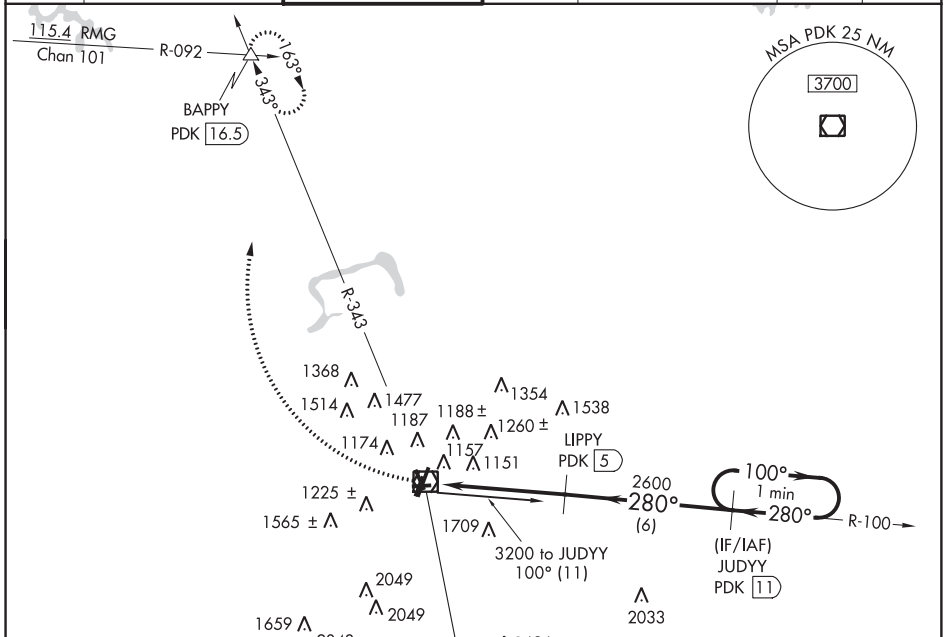 115.4 RMG
Chan 101
R-092
163°
343°
BAPPY
PDK 16.5
MSA PDK 25 NM
3700
R-343
1368
1514
1477
1187
1174
1188 ±
1157
1354
1538
1260 ±
1151
LIPPY
PDK 5
2600
280°
(6)
100°
1 min
280°
R-100
1225 ±
1565 ±
1709
3200 to JUDYY
100° (11)
(IF/IAF)
JUDYY
PDK 11
2049
2049
2033
1659